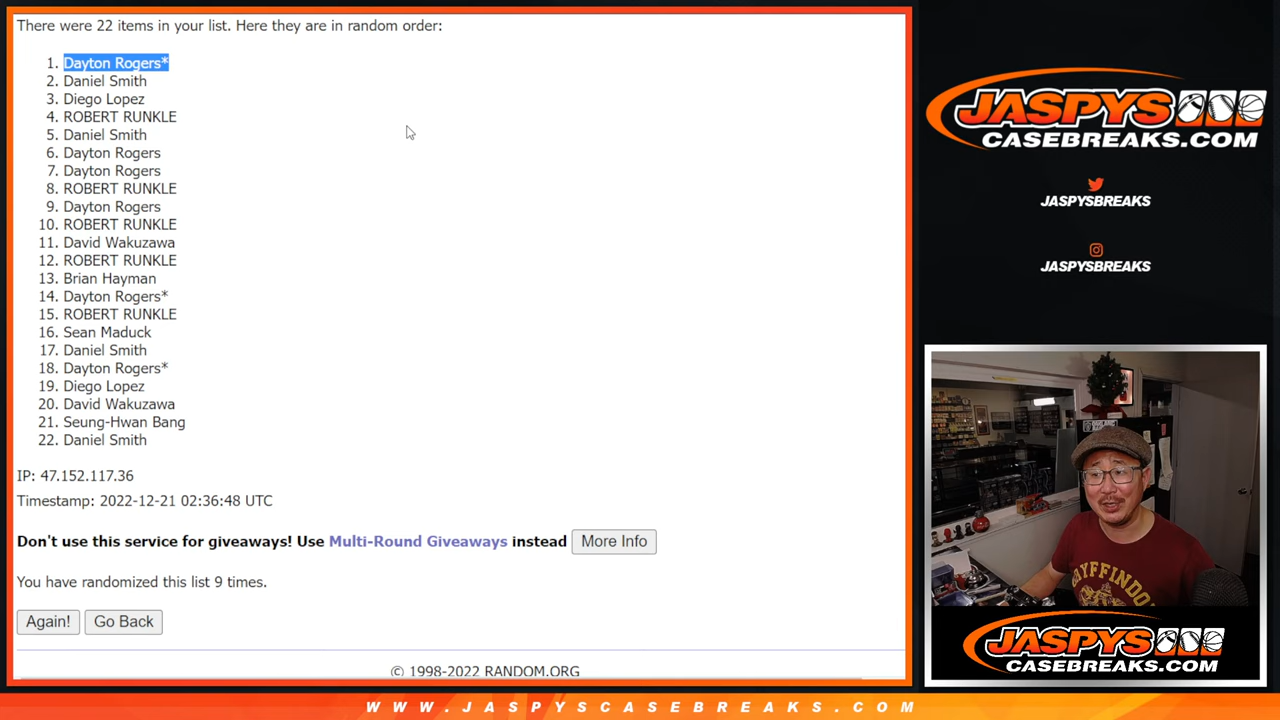 There were 22 items in your list. Here they are in random order:
1. Dayton Rogers*
2. Daniel Smith
3. Diego Lopez
4. ROBERT RUNKLE
5. Daniel Smith
6. Dayton Rogers
7. Dayton Rogers
8. ROBERT RUNKLE
9. Dayton Rogers
10. ROBERT RUNKLE
11. David Wakuzawa
12. ROBERT RUNKLE
13. Brian Hayman
14. Dayton Rogers*
15. ROBERT RUNKLE
16. Sean Maduck
17. Daniel Smith
18. Dayton Rogers*
19. Diego Lopez
20. David Wakuzawa
21. Seung-Hwan Bang
22. Daniel Smith
IP: 47.152.117.36
Timestamp: 2022-12-21 02:36:48 UTC
Don't use this service for giveaways! Use Multi-Round Giveaways instead More Info
You have randomized this list 9 times.
Again! Go Back
© 1998-2022 RANDOM.ORG
JASPYS
CASEBREAKS.COM
JASPYSBREAKS
JASPYSBREAKS
GRYFFINDO
JASPYS
CASEBREAKS.COM
WWW.JASPYSCASEBREAKS.COM